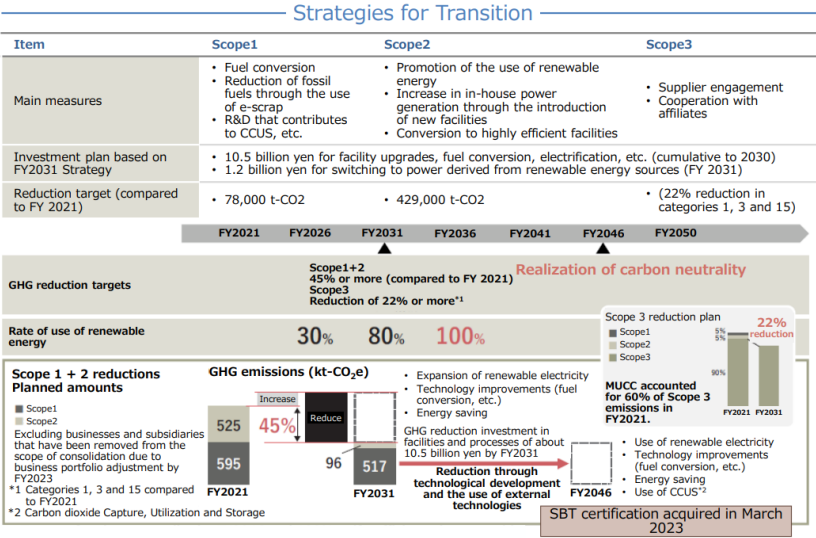 Strategies for Transition
Item
Scope1
Scope2
Scope3
Main measures
• Fuel conversion
• Reduction of fossil
fuels through the use
of e-scrap
• R&D that contributes
to CCUS, etc.
• Promotion of the use of renewable
energy
• Increase in in-house power
generation through the introduction
of new facilities
• Conversion to highly efficient facilities
• Supplier engagement
• Cooperation with
affiliates
Investment plan based on
FY2031 Strategy
• 10.5 billion yen for facility upgrades, fuel conversion, electrification, etc. (cumulative to 2030)
• 1.2 billion yen for switching to power derived from renewable energy sources (FY 2031)
Reduction target (compared
to FY 2021)
• 78,000 t-CO2
• 429,000 t-CO2
• (22% reduction in
categories 1, 3 and 15)
FY2021
FY2026
FY2031
FY2036
FY2041
FY2046
FY2050
GHG reduction targets
Scope1+2
45% or more (compared to FY 2021)
Scope3
Reduction of 22% or more*1
Realization of carbon neutrality
Rate of use of renewable
energy
30%
80%
100%
Scope 3 reduction plan
Scope1
Scope2
Scope3
5%
5%
90%
22%
reduction
FY2021
FY2031
MUCC accounted
for 60% of Scope 3
emissions in
FY2021.
Scope 1 + 2 reductions
Planned amounts
Scope1
Scope2
Excluding businesses and subsidiaries
that have been removed from the
scope of consolidation due to
business portfolio adjustment by
FY2023
*1 Categories 1, 3 and 15 compared
to FY2021
*2 Carbon dioxide Capture, Utilization and Storage
GHG emissions (kt-CO2e)
525
595
FY2021
Increase
45%
Reduce
96
517
FY2031
• Expansion of renewable electricity
• Technology improvements (fuel
conversion, etc.)
• Energy saving
GHG reduction investment in
facilities and processes of about
10.5 billion yen by FY2031
Reduction through
technological development
and the use of external
technologies
FY2046
• Use of renewable electricity
• Technology improvements
(fuel conversion, etc.)
• Energy saving
• Use of CCUS*2
SBT certification acquired in March
2023